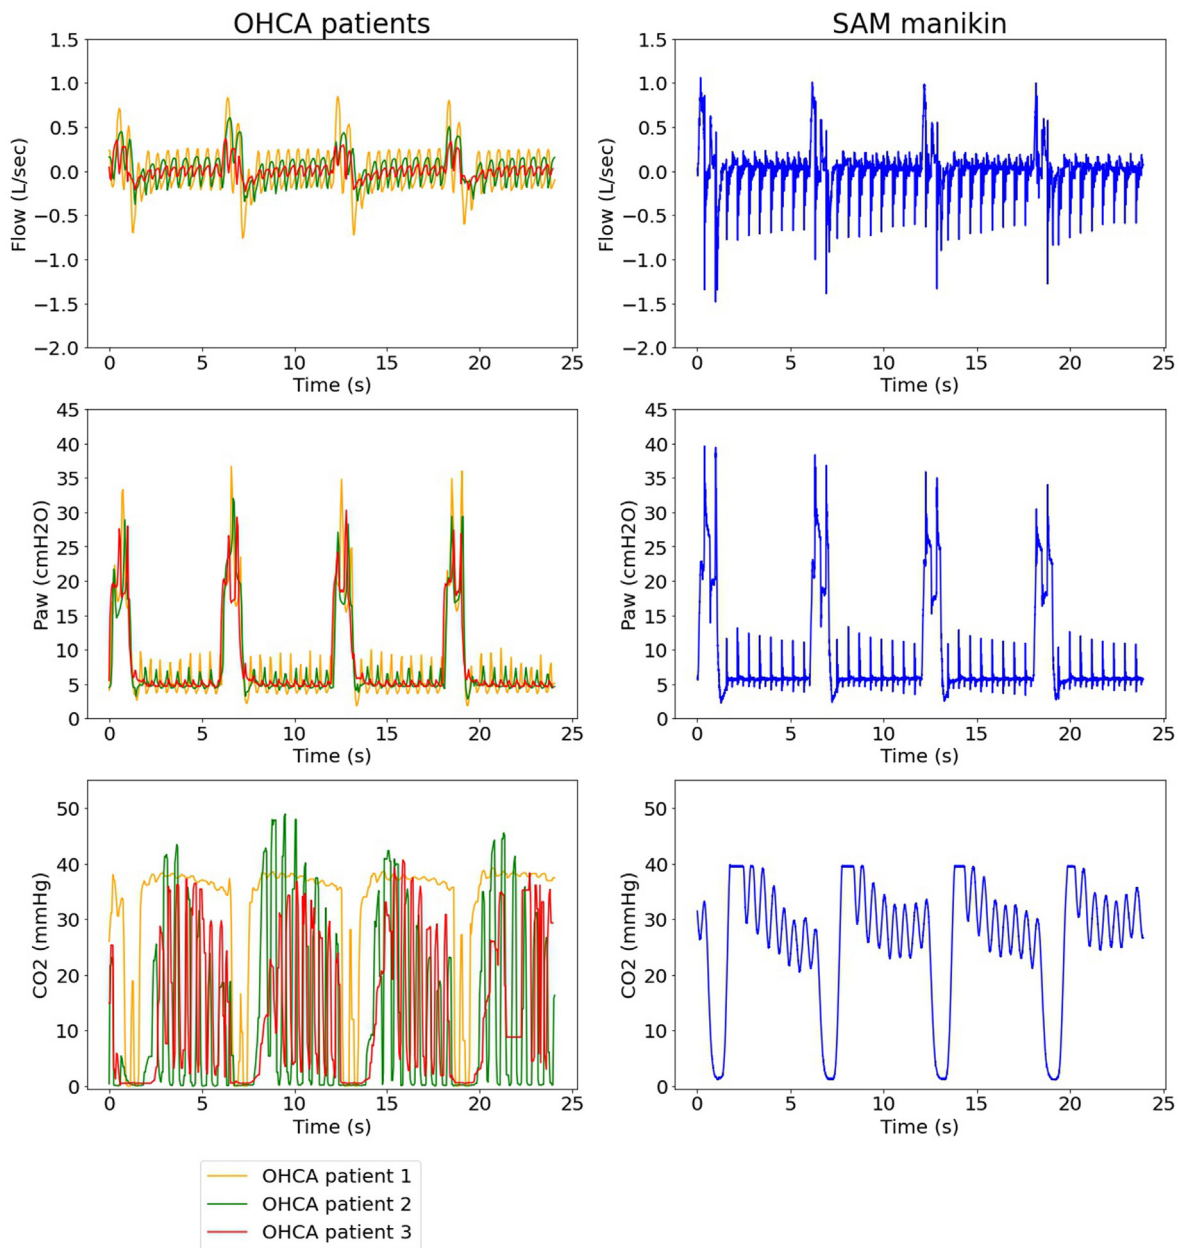 OHCA patients
SAM manikin
1.5
1.0
0.5
0.0
−0.5
−1.0
−1.5
−2.0
Flow (L/sec)
0 5 10 15 20 25
Time (s)
1.5
1.0
0.5
0.0
−0.5
−1.0
−1.5
−2.0
Flow (L/sec)
0 5 10 15 20 25
Time (s)
45
40
35
30
25
20
15
10
5
0
Paw (cmH2O)
0 5 10 15 20 25
Time (s)
45
40
35
30
25
20
15
10
5
0
Paw (cmH2O)
0 5 10 15 20 25
Time (s)
50
40
30
20
10
0
CO2 (mmHg)
0 5 10 15 20 25
Time (s)
50
40
30
20
10
0
CO2 (mmHg)
0 5 10 15 20 25
Time (s)
OHCA patient 1
OHCA patient 2
OHCA patient 3